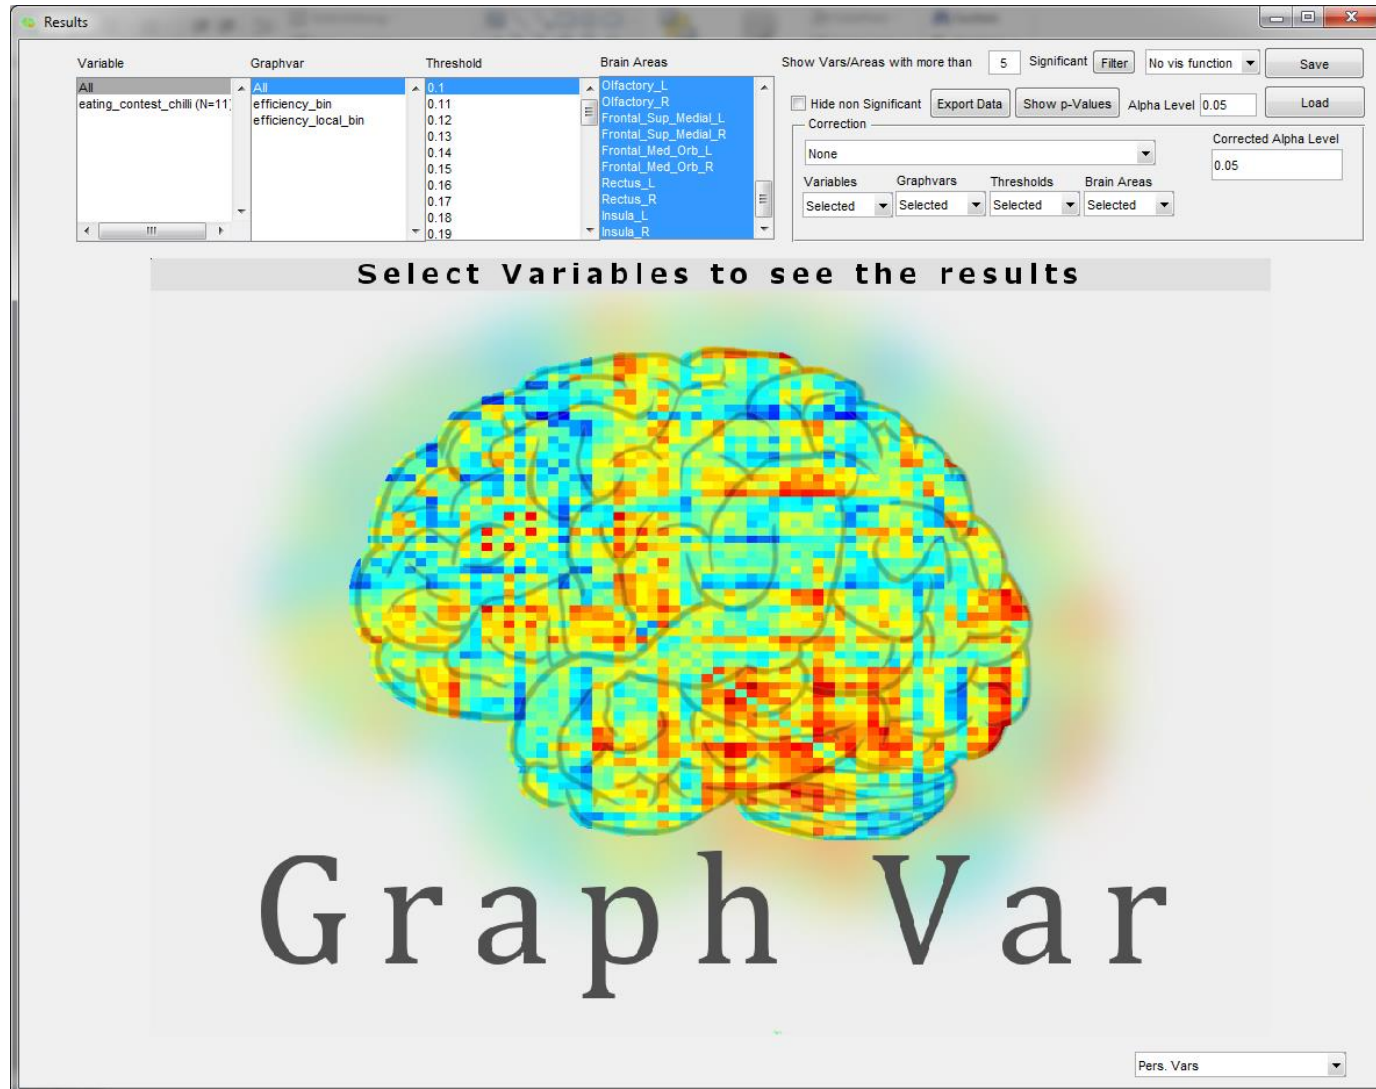 Results
Variable
All
eating_contest_chilli (N=11
Graphvar
All
efficiency_bin
efficiency_local_bin
Threshold
0.1
0.11
0.12
0.13
0.14
0.15
0.16
0.17
0.18
0.19
Brain Areas
Olfactory_L
Olfactory_R
Frontal_Sup_Medial_L
Frontal_Sup_Medial_R
Frontal_Med_Orb_L
Frontal_Med_Orb_R
Rectus_L
Rectus_R
Insula_L
Insula_R
Show Vars/Areas with more than 5 Significant Filter No vis function Save
Hide non Significant Export Data Show p-Values Alpha Level 0.05 Load
Correction
None
Corrected Alpha Level
0.05
Variables Graphvars Thresholds Brain Areas
Selected Selected Selected Selected
Select Variables to see the results
Graph Var
Pers. Vars